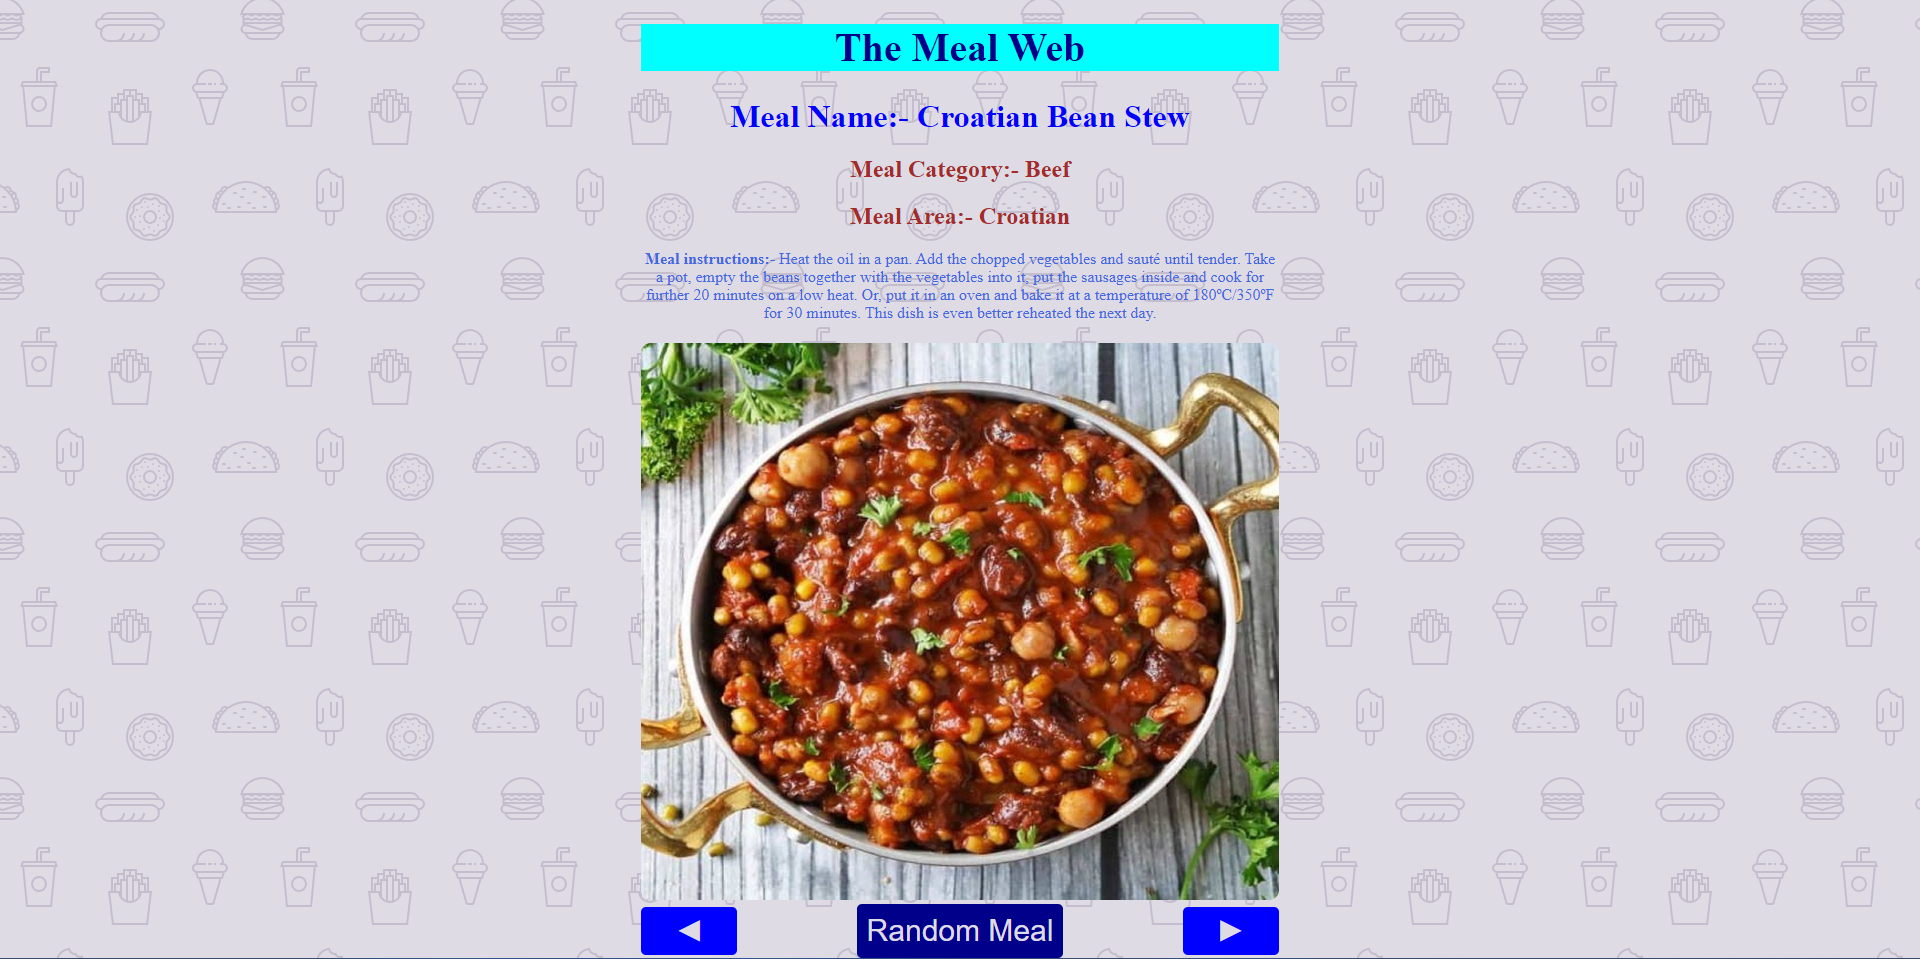 The Meal Web
Meal Name:- Croatian Bean Stew
Meal Category:- Beef
Meal Area:- Croatian
Meal instructions:- Heat the oil in a pan. Add the chopped vegetables and sauté until tender. Take
a pot, empty the beans together with the vegetables into it, put the sausages inside and cook for
further 20 minutes on a low heat. Or, put it in an oven and bake it at a temperature of 180ºC/350ºF
for 30 minutes. This dish is even better reheated the next day.
◄ Random Meal ►